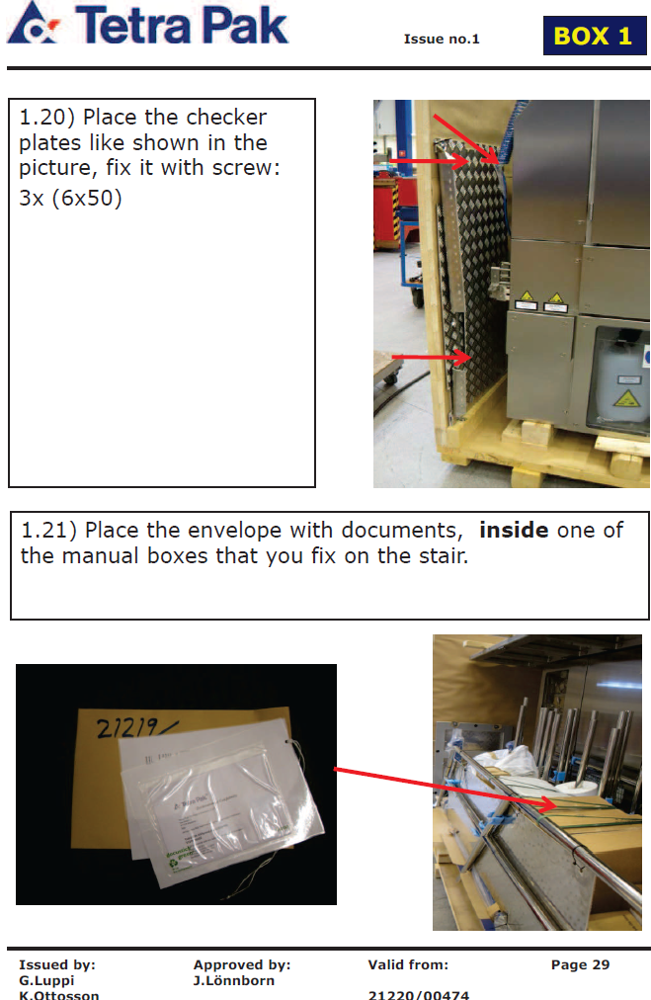 Tetra Pak
Issue no.1
BOX 1
1.20) Place the checker
plates like shown in the
picture, fix it with screw:
3x (6x50)
1.21) Place the envelope with documents, inside one of
the manual boxes that you fix on the stair.
21219/
Tetra Pak
Issued by:
G.Luppi
K.Ottosson
Approved by:
J.Lönnborn
Valid from:
21220/00474
Page 29